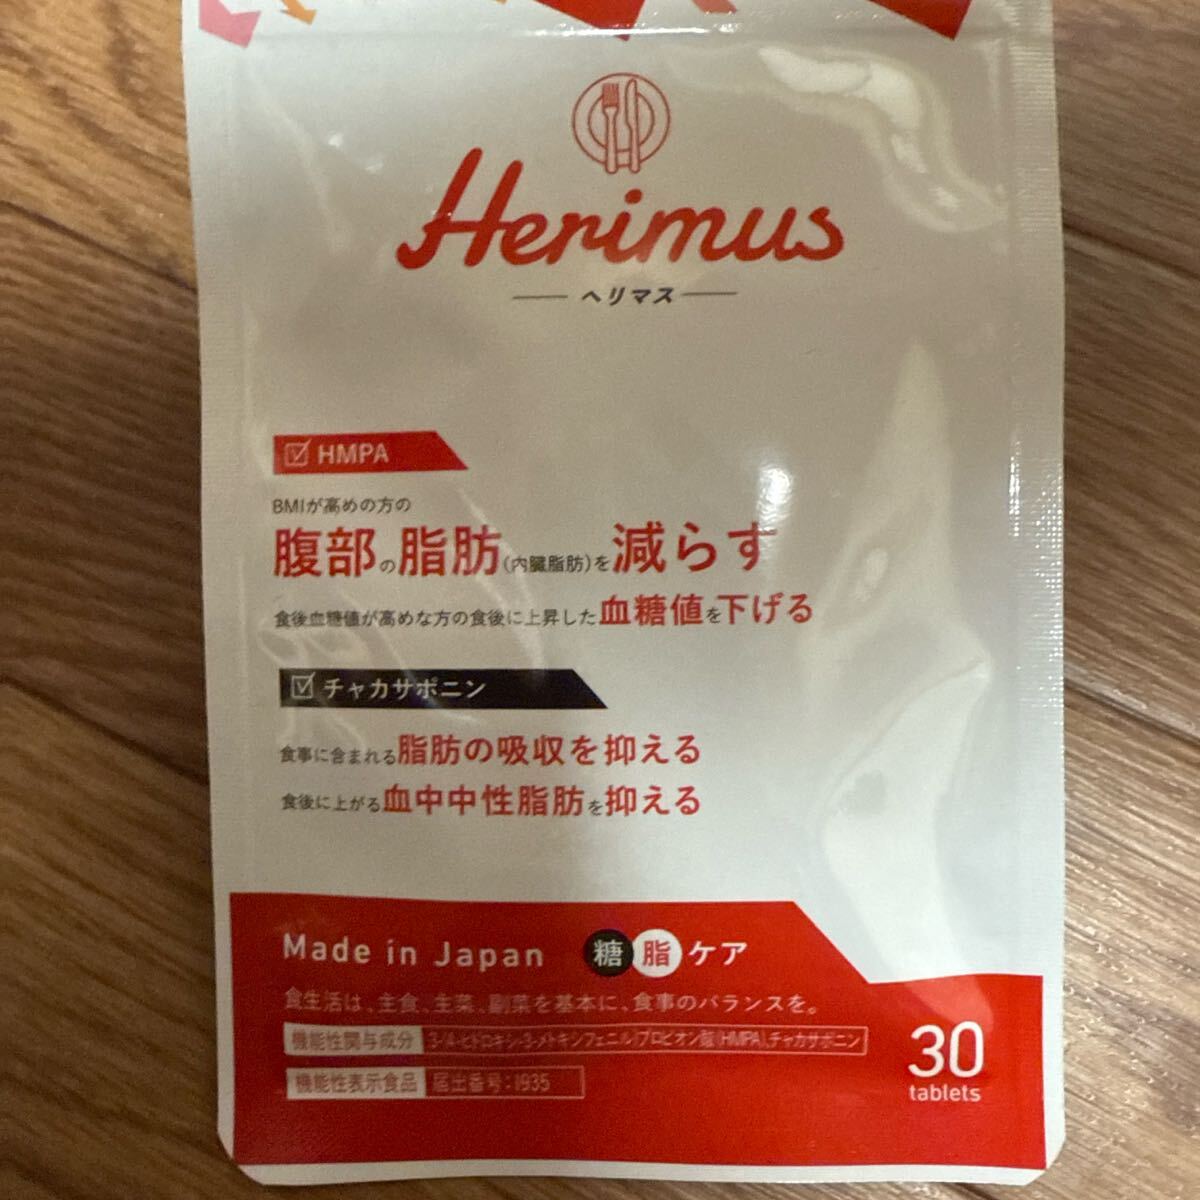 Herimus
ヘリマス
HMPA
BMIが高めの方の
腹部の脂肪(内臓脂肪)を減らす
食後血糖値が高めな方の食後に上昇した血糖値を下げる
チャカサポニン
食事に含まれる脂肪の吸収を抑える
食後に上がる血中中性脂肪を抑える
Made in Japan 糖脂ケア
食生活は、主食、主菜、副菜を基本に、食事のバランスを。
機能性関与成分 3-(4-ヒドロキシ-3-メトキシフェニル)プロピオン酸(HMPA)、チャカサポニン
機能性表示食品 届出番号:I935
30
tablets